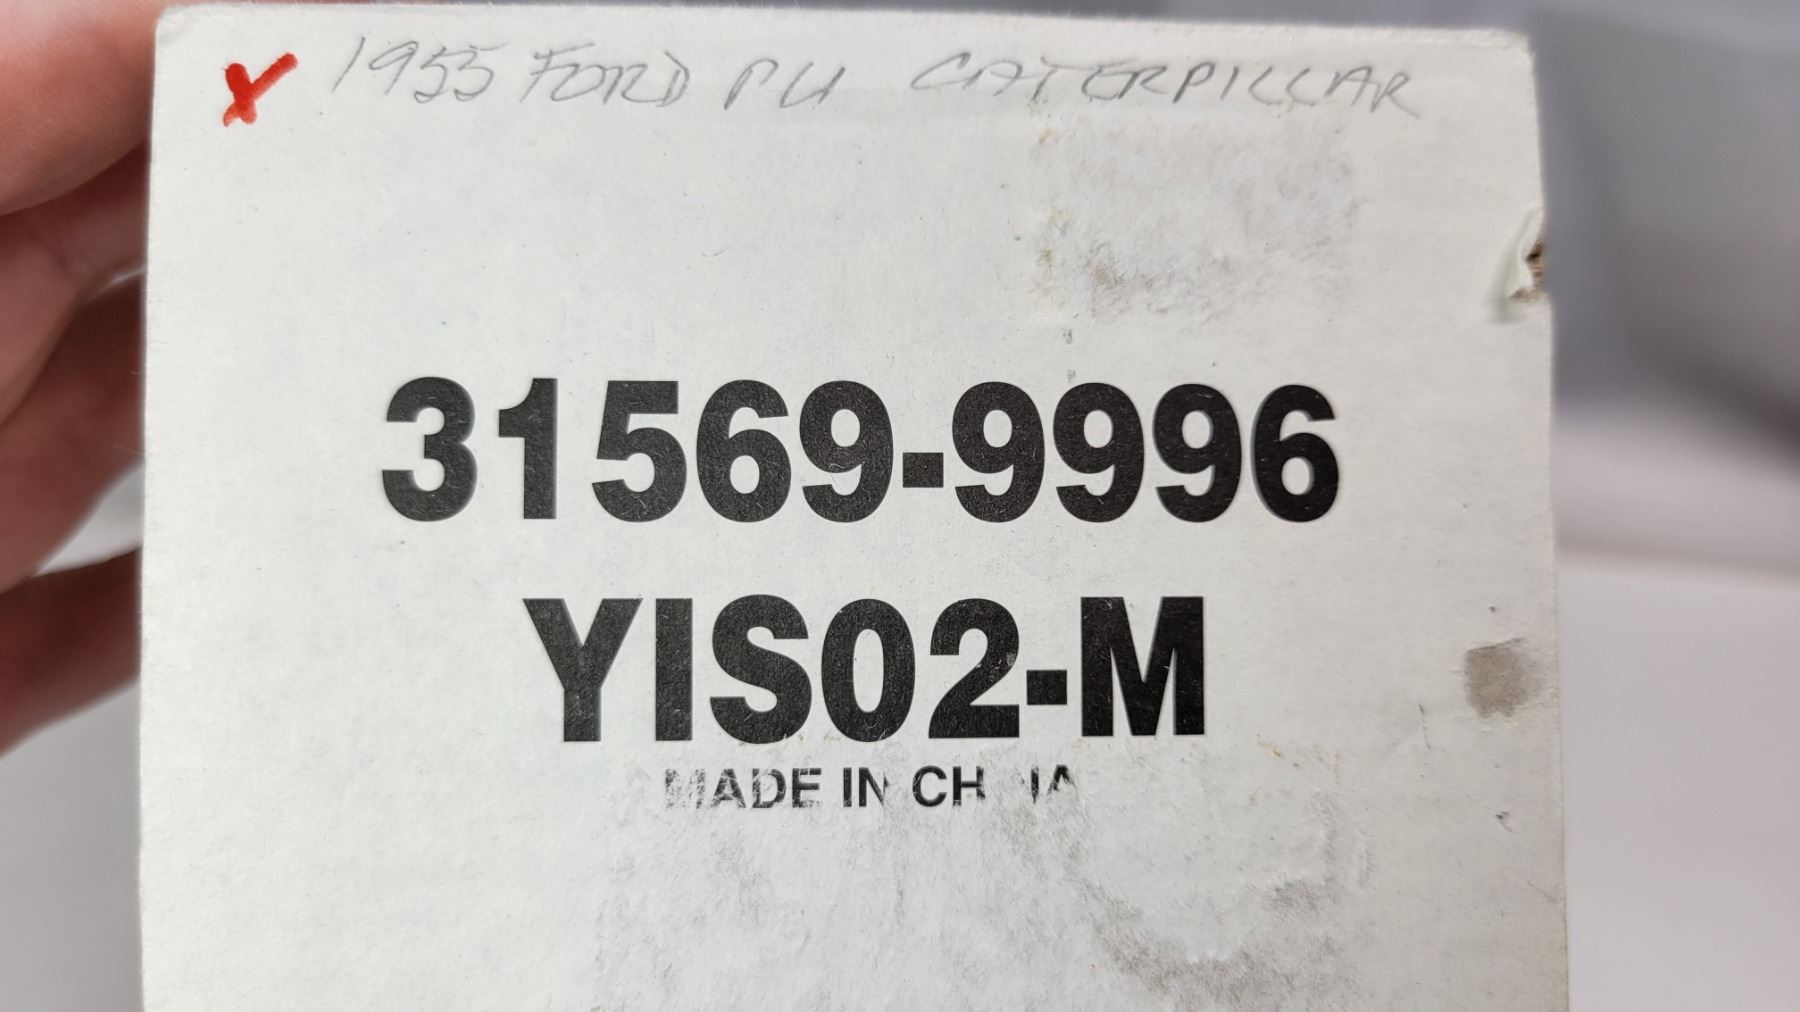 1955 FORD PU CATERPILLAR
31569-9996
YIS02-M
MADE IN CHINA